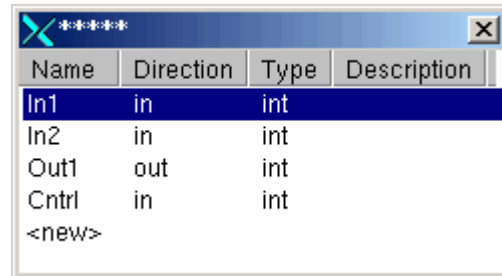 *****
Name Direction Type Description
In1 in int
In2 in int
Out1 out int
Cntrl in int
<new>